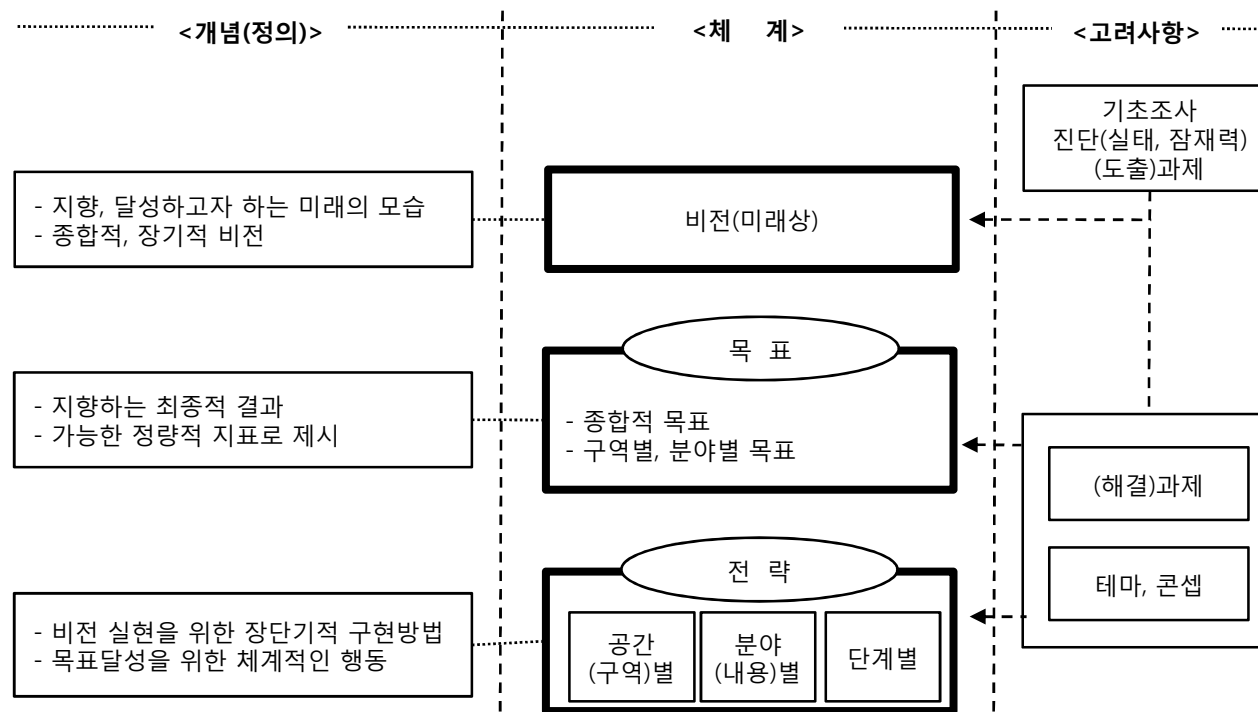 <개념(정의)>
<체 계>
<고려사항>
기초조사
진단(실태, 잠재력)
(도출)과제
- 지향, 달성하고자 하는 미래의 모습
- 종합적, 장기적 비전
비전(미래상)
목 표
- 지향하는 최종적 결과
- 가능한 정량적 지표로 제시
- 종합적 목표
- 구역별, 분야별 목표
(해결)과제
테마, 콘셉
전 략
- 비전 실현을 위한 장단기적 구현방법
- 목표달성을 위한 체계적인 행동
공간
(구역)별
분야
(내용)별
단계별